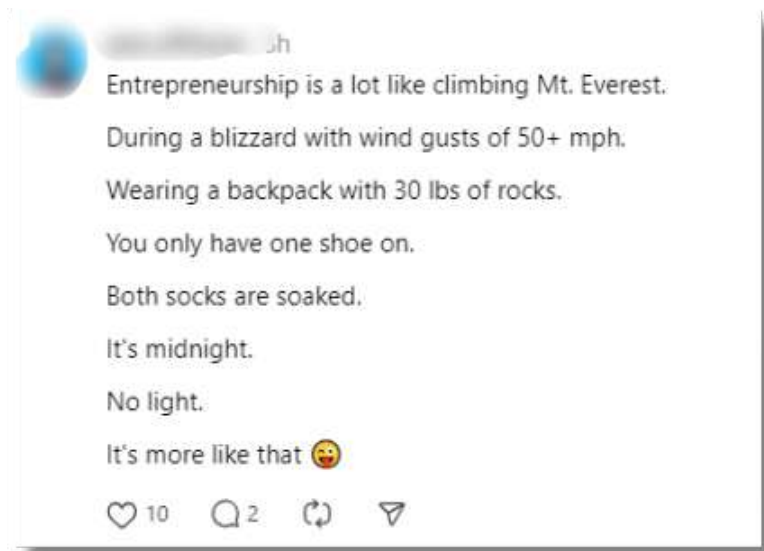 Entrepreneurship is a lot like climbing Mt. Everest.
During a blizzard with wind gusts of 50+ mph.
Wearing a backpack with 30 lbs of rocks.
You only have one shoe on.
Both socks are soaked.
It's midnight.
No light.
It's more like that 😜
10 2